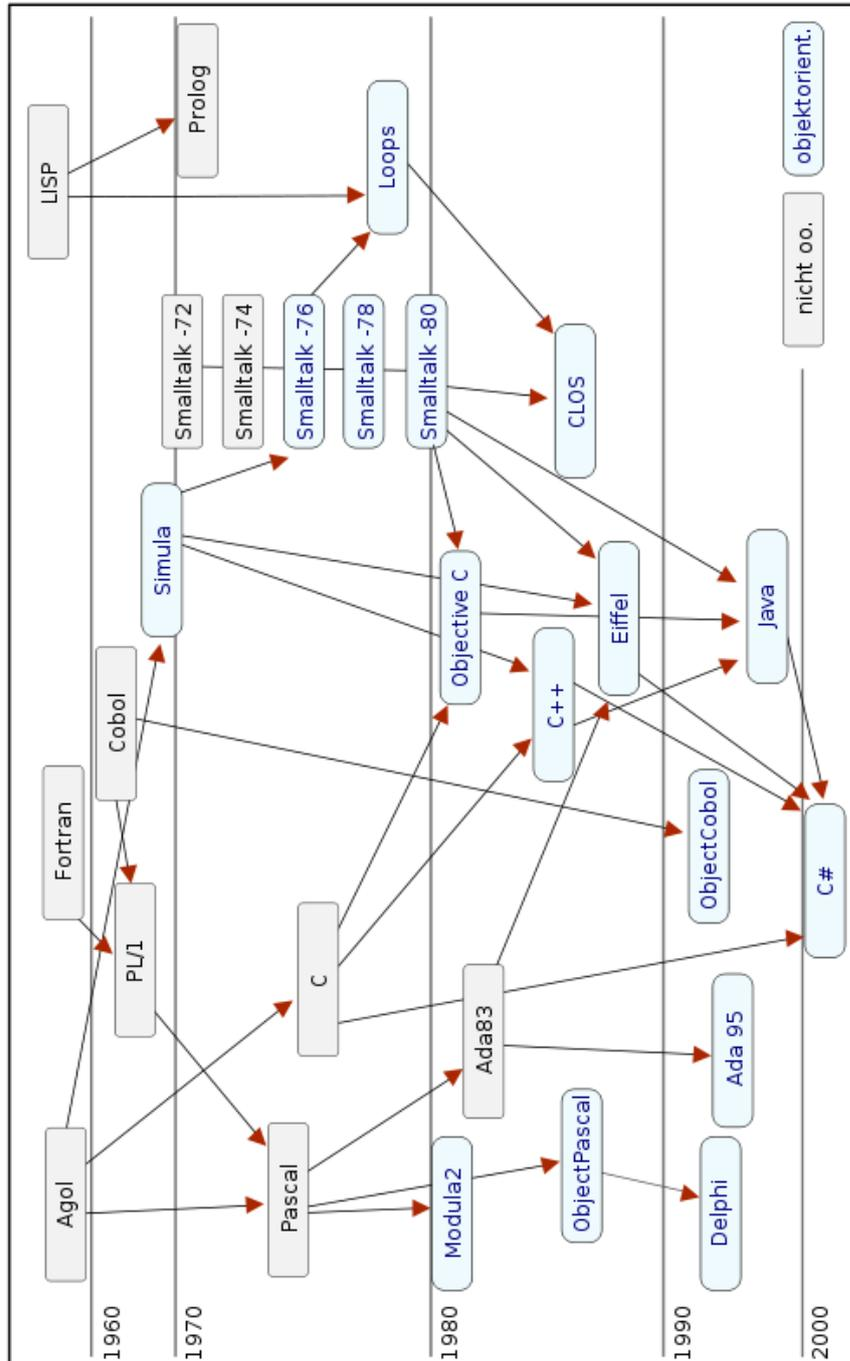 1960
1970
1980
1990
2000
Agol
Fortran
Cobol
LISP
PL/1
Simula
Prolog
Smalltalk -72
Smalltalk -74
Smalltalk -76
Smalltalk -78
Smalltalk -80
Loops
Pascal
C
Modula2
Ada83
Objective C
C++
Eiffel
CLOS
ObjectPascal
Delphi
Ada 95
ObjectCobol
Java
C#
nicht oo.
objektorient.